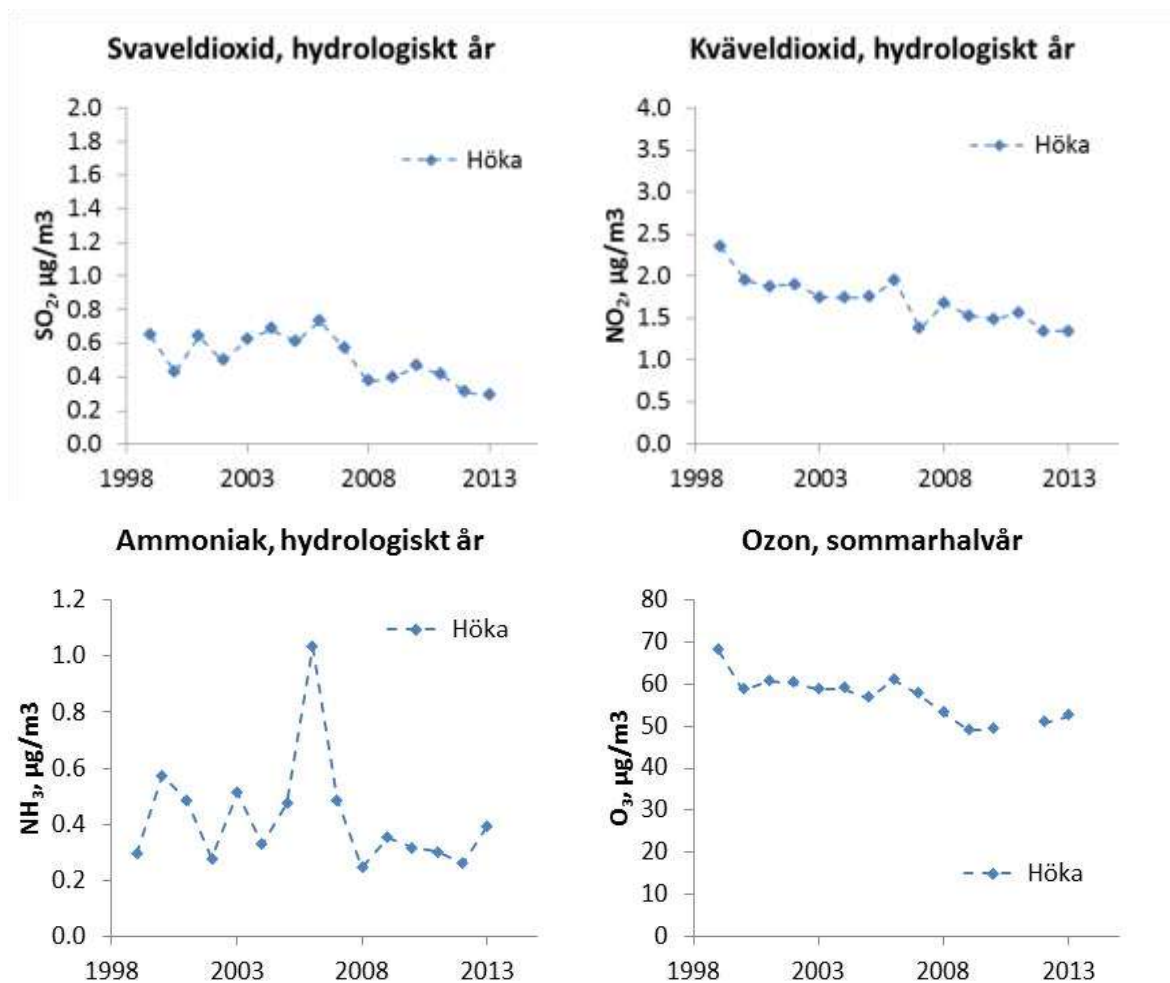 Svaveldioxid, hydrologiskt år
2.0
1.8
1.6
1.4
1.2
1.0
0.8
0.6
0.4
0.2
0.0
SO₂, µg/m3
Höka
1998 2003 2008 2013
Kväveldioxid, hydrologiskt år
4.0
3.5
3.0
2.5
2.0
1.5
1.0
0.5
0.0
NO₂, µg/m3
Höka
1998 2003 2008 2013
Ammoniak, hydrologiskt år
1.2
1.0
0.8
0.6
0.4
0.2
0.0
NH₃, µg/m3
Höka
1998 2003 2008 2013
Ozon, sommarhalvår
80
70
60
50
40
30
20
10
0
O₃, µg/m3
Höka
1998 2003 2008 2013